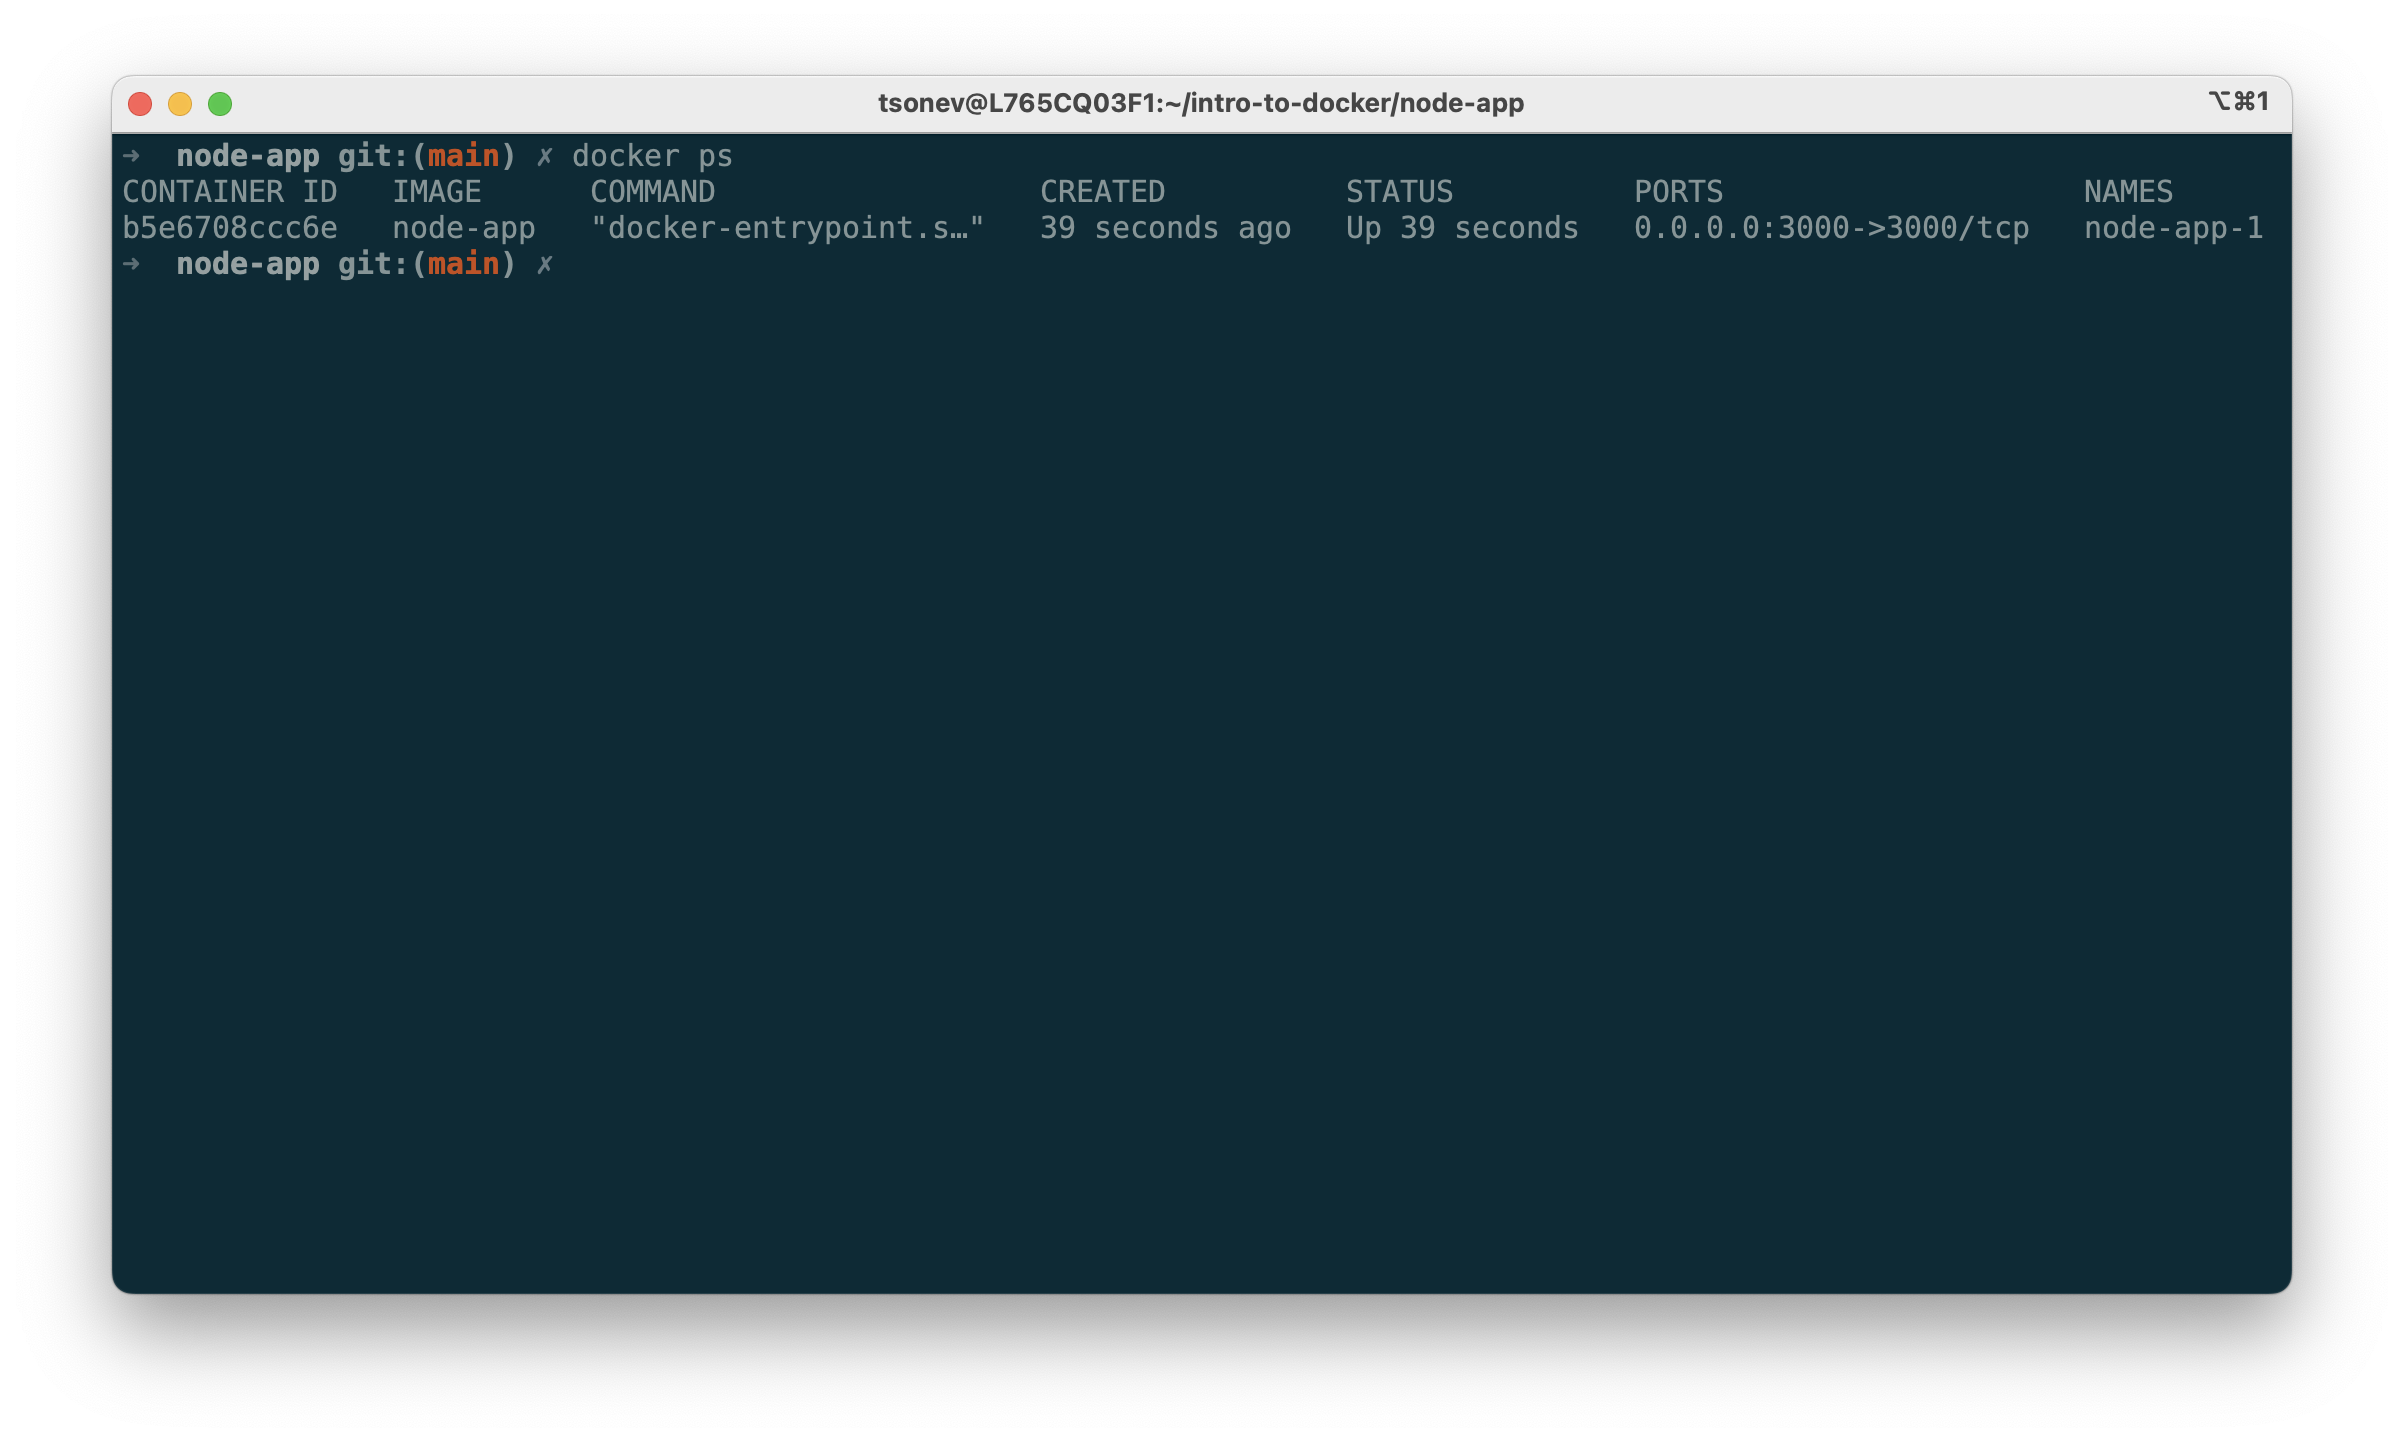 tsonev@L765CQ03F1:~/intro-to-docker/node-app ⌥⌘1
➜  node-app git:(main) ✗ docker ps
CONTAINER ID   IMAGE      COMMAND                  CREATED          STATUS          PORTS                    NAMES
b5e6708ccc6e   node-app   "docker-entrypoint.s…"   39 seconds ago   Up 39 seconds   0.0.0.0:3000->3000/tcp   node-app-1
➜  node-app git:(main) ✗